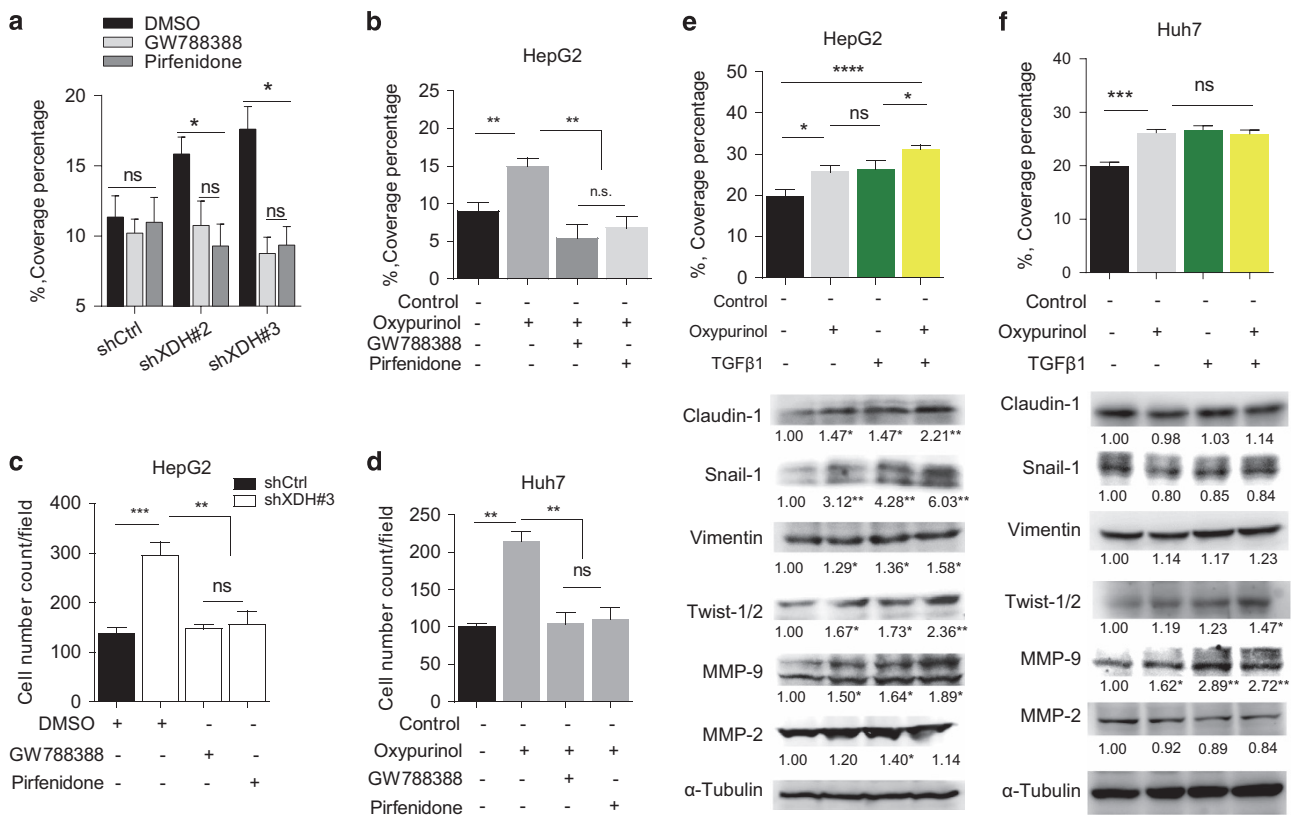 a
DMSO
GW788388
Pirfenidone
%,Coverage percentage
20
15
10
5
ns
*
ns
*
ns
shCtrl
shXDH#2
shXDH#3
b
HepG2
%,Coverage percentage
25
20
15
10
5
0
**
**
n.s.
Control - - - -
Oxypurinol - + + +
GW788388 - - + -
Pirfenidone - - - +
c
HepG2
shCtrl
shXDH#3
Cell number count/field
400
300
200
100
0
***
**
ns
DMSO + + - -
GW788388 - - + -
Pirfenidone - - - +
d
Huh7
Cell number count/field
250
200
150
100
50
0
**
**
ns
Control - - - -
Oxypurinol - + + +
GW788388 - - + -
Pirfenidone - - - +
e
HepG2
%, Coverage percentage
50
40
30
20
10
0
****
*
ns
*
Control - - - -
Oxypurinol - + - +
TGFβ1 - - + +
Claudin-1
1.00 1.47* 1.47* 2.21**
Snail-1
1.00 3.12** 4.28** 6.03**
Vimentin
1.00 1.29* 1.36* 1.58*
Twist-1/2
1.00 1.67* 1.73* 2.36**
MMP-9
1.00 1.50* 1.64* 1.89*
MMP-2
1.00 1.20 1.40* 1.14
α-Tubulin
f
Huh7
%, Coverage percentage
40
30
20
10
0
***
ns
Control - - - -
Oxypurinol - + - +
TGFβ1 - - + +
Claudin-1
1.00 0.98 1.03 1.14
Snail-1
1.00 0.80 0.85 0.84
Vimentin
1.00 1.14 1.17 1.23
Twist-1/2
1.00 1.19 1.23 1.47*
MMP-9
1.00 1.62* 2.89** 2.72**
MMP-2
1.00 0.92 0.89 0.84
α-Tubulin